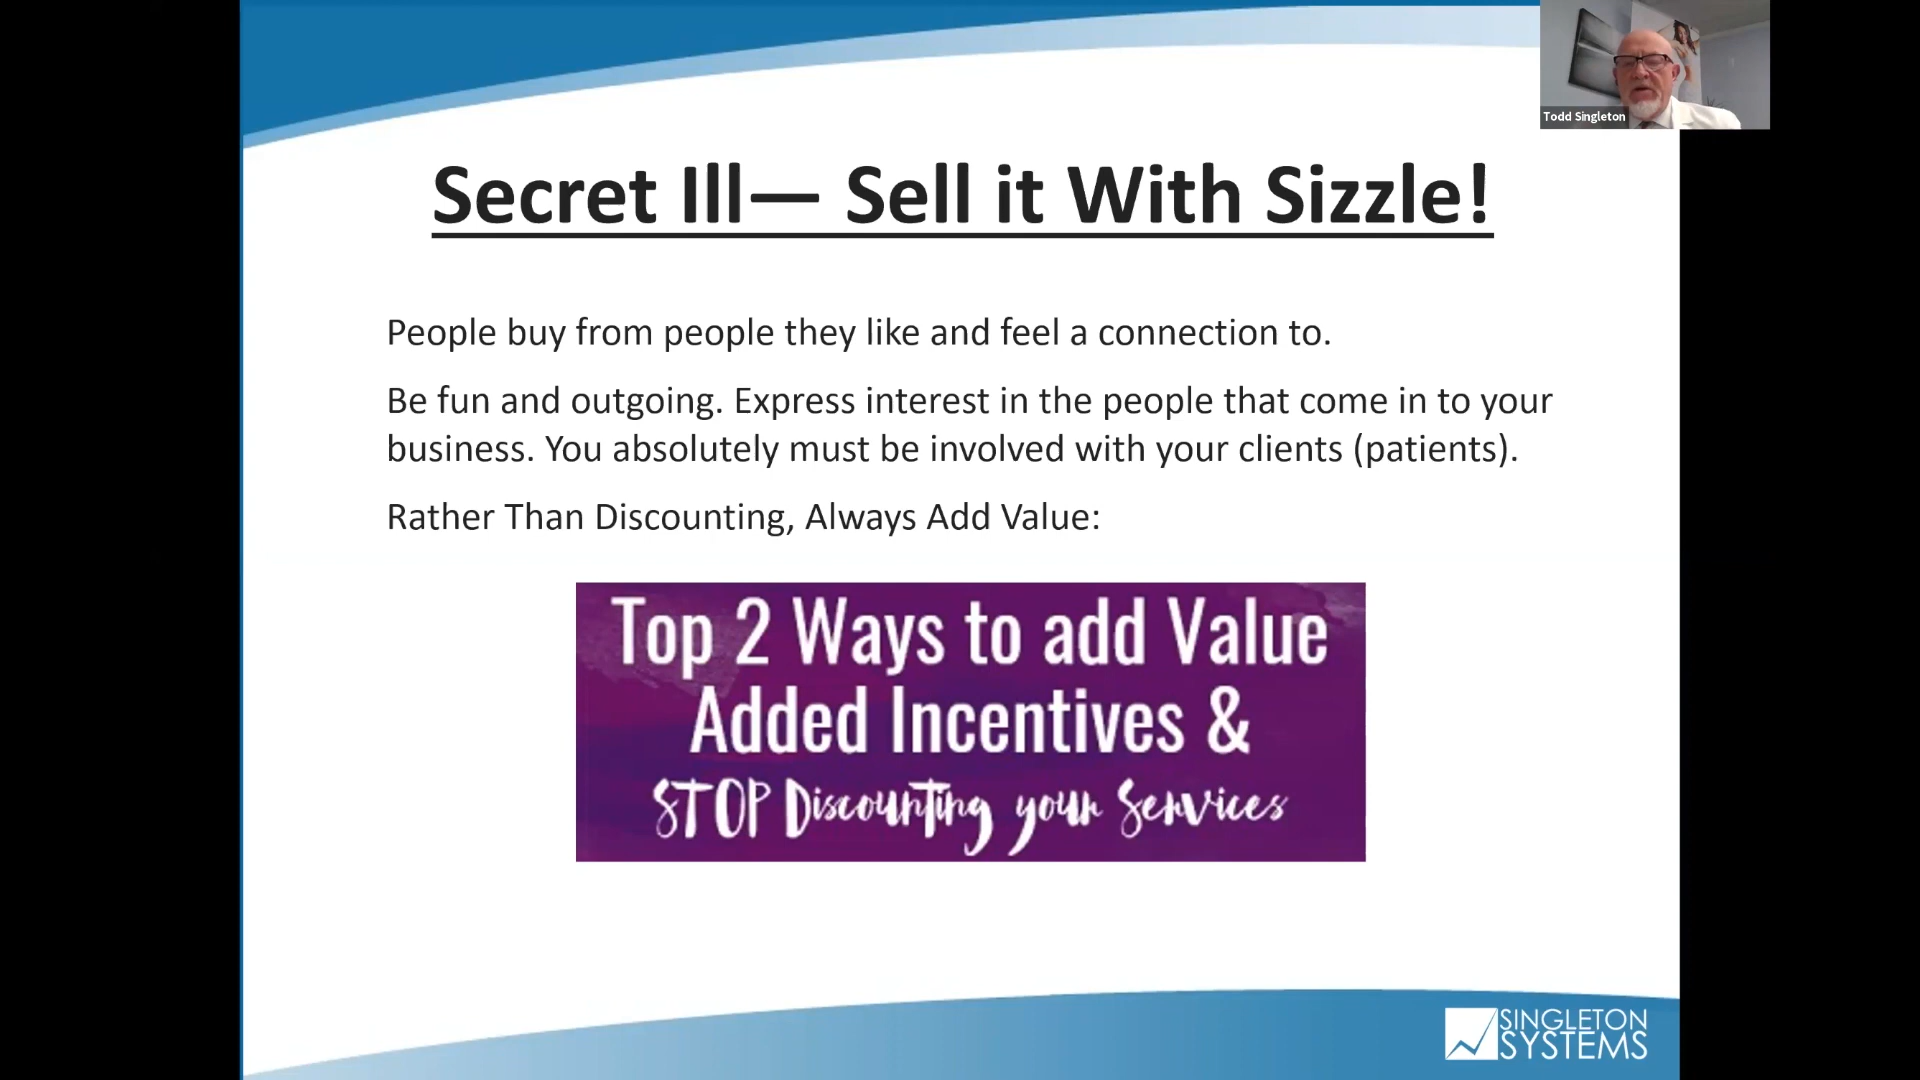 Todd Singleton
Secret Ill— Sell it With Sizzle!
People buy from people they like and feel a connection to.
Be fun and outgoing. Express interest in the people that come in to your
business. You absolutely must be involved with your clients (patients).
Rather Than Discounting, Always Add Value:
Top 2 Ways to add Value
Added Incentives &
STOP Discounting your Services
SINGLETON
SYSTEMS